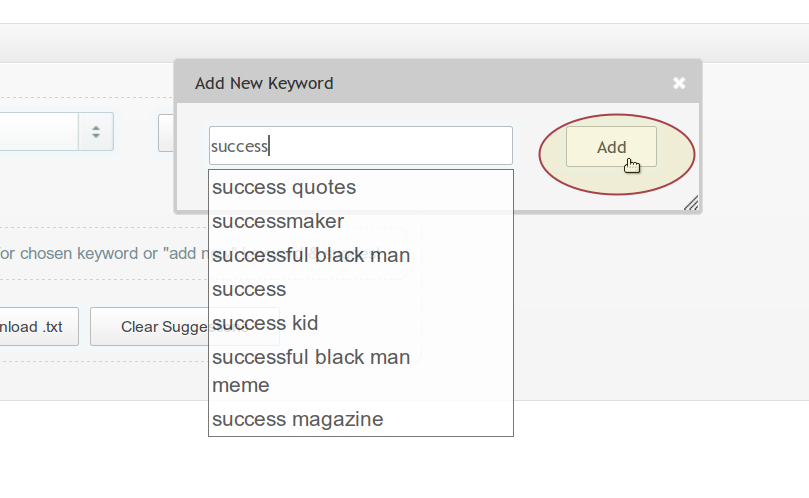 Add New Keyword
success
Add
success quotes
successmaker
successful black man
success
success kid
successful black man
meme
success magazine
or chosen keyword or "add n
nload .txt
Clear Sugge